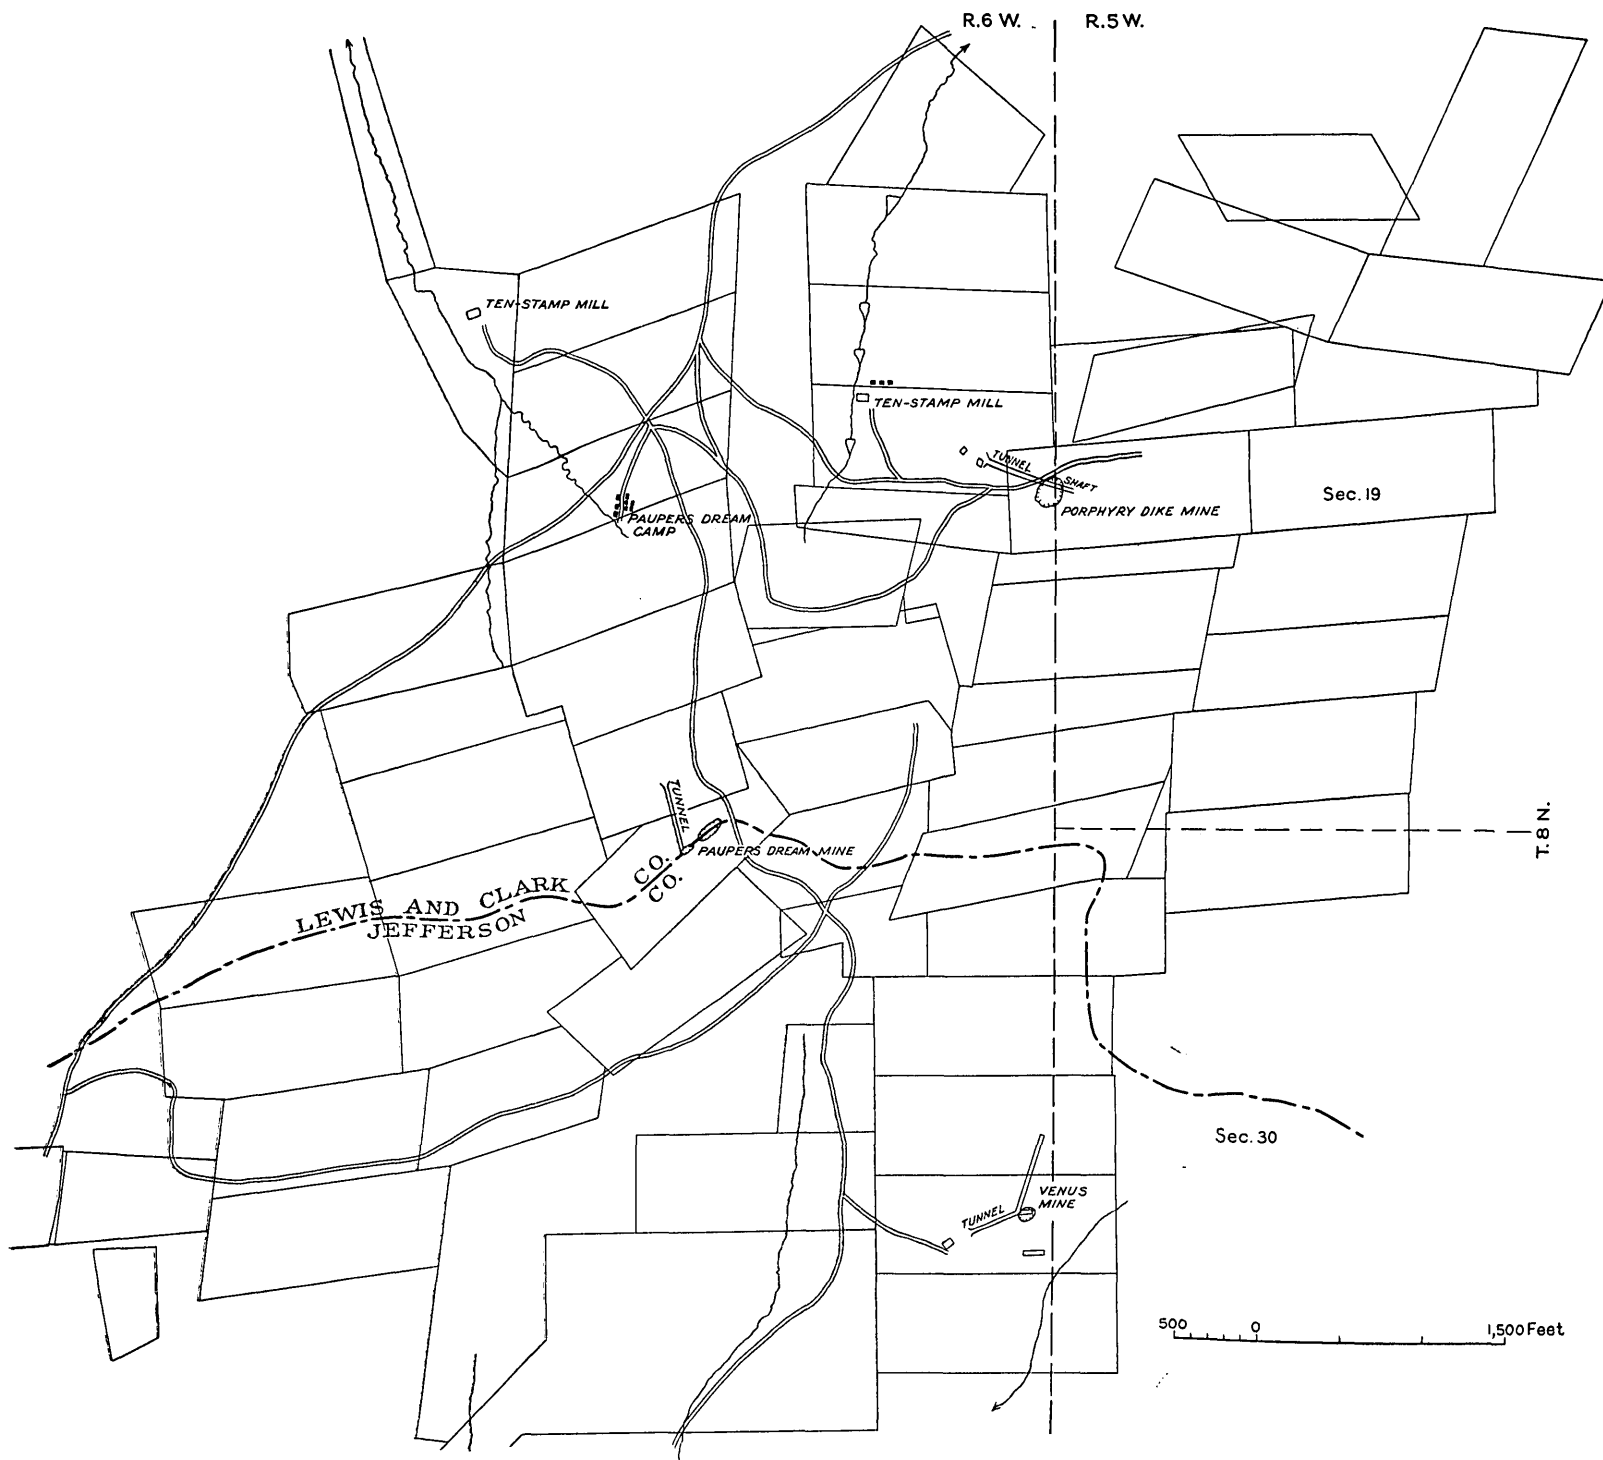 R.6 W.
R.5 W.
TEN-STAMP MILL
TEN-STAMP MILL
TUNNEL
SHAFT
Sec. 19
PORPHYRY DIKE MINE
PAUPERS DREAM
CAMP
TUNNEL
T. 8 N.
PAUPERS DREAM MINE
CO.
CO.
LEWIS AND CLARK
JEFFERSON
Sec. 30
VENUS
MINE
TUNNEL
500 0 1,500 Feet